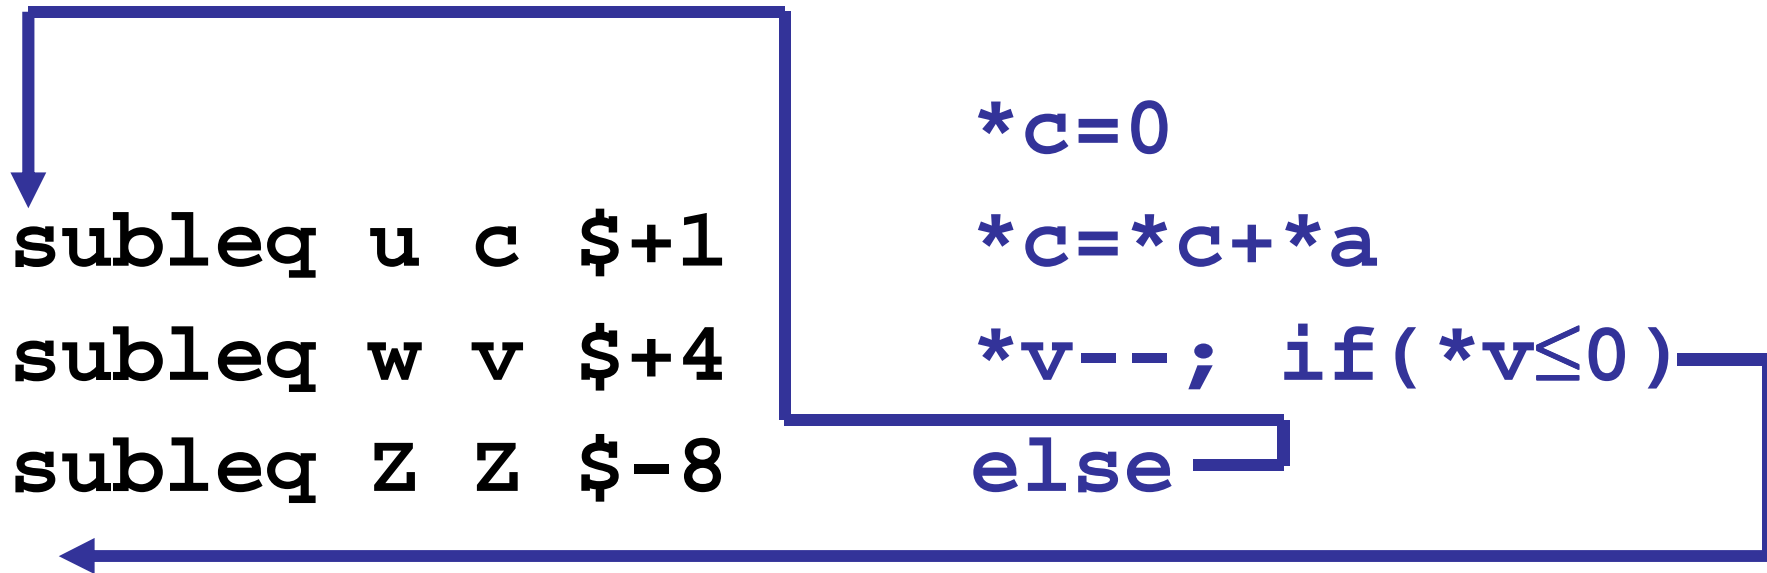 *c=0
subleq u c $+1 *c=*c+*a
subleq w v $+4 *v--; if(*v≤0)
subleq Z Z $-8 else